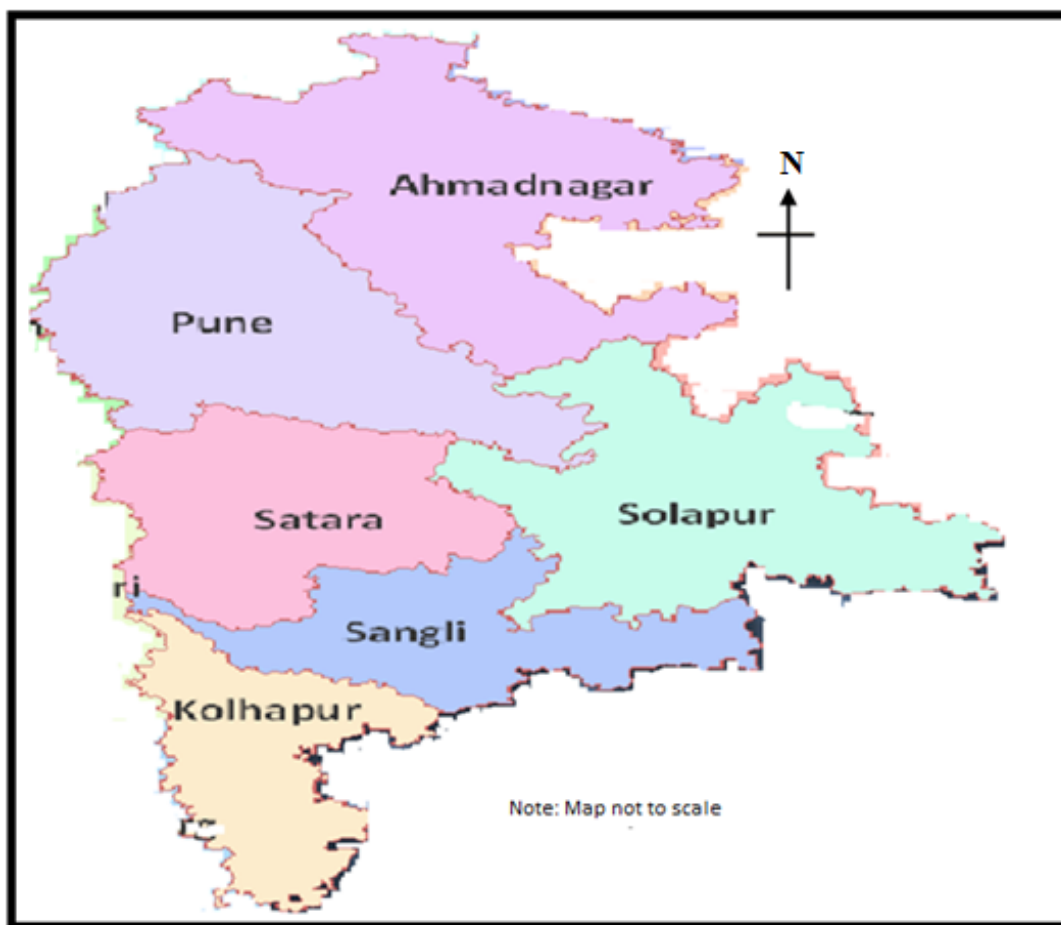 N
Ahmadnagar
Pune
Satara
Solapur
ri
Sangli
Kolhapur
Note: Map not to scale